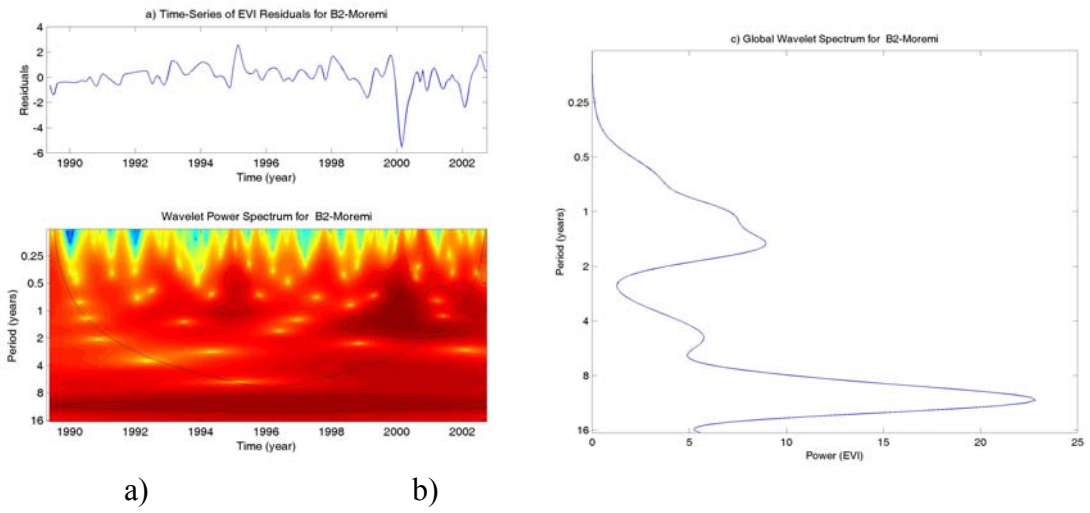 a) Time-Series of EVI Residuals for B2-Moremi
4
2
0
-2
-4
-6
Residuals
1990 1992 1994 1996 1998 2000 2002
Time (year)
Wavelet Power Spectrum for B2-Moremi
0.25
0.5
1
2
4
8
16
Period (years)
1990 1992 1994 1996 1998 2000 2002
Time (year)
c) Global Wavelet Spectrum for B2-Moremi
0.25
0.5
1
2
4
8
16
Period (years)
0 5 10 15 20 25
Power (EVI)
a) b)